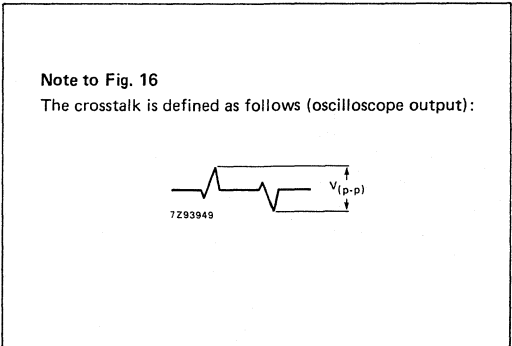 Note to Fig. 16
The crosstalk is defined as follows (oscilloscope output):
V(p-p)
7Z93949